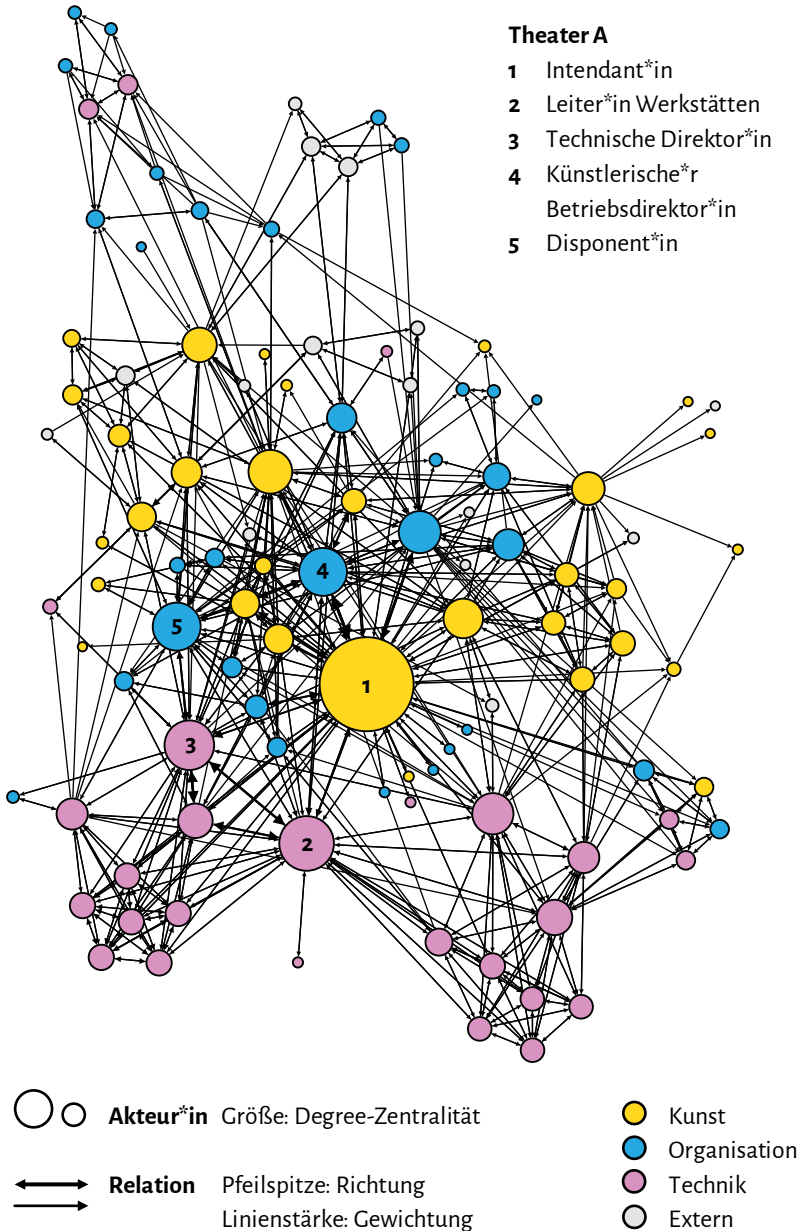 Theater A
1 Intendant*in
2 Leiter*in Werkstätten
3 Technische Direktor*in
4 Künstlerische*r
Betriebsdirektor*in
5 Disponent*in
4
5
1
3
2
Akteur*in Größe: Degree-Zentralität
Relation Pfeilspitze: Richtung
Linienstärke: Gewichtung
Kunst
Organisation
Technik
Extern